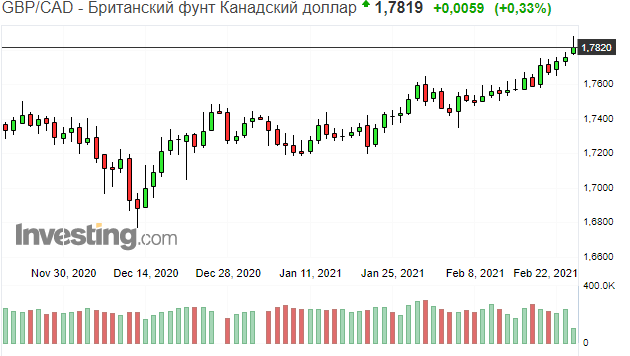 GBP/CAD - Британский фунт Канадский доллар 1,7819 +0,0059 (+0,33%)
1,7820
1,7600
1,7400
1,7200
1,7000
1,6800
1,6600
Investing.com
Nov 30, 2020 Dec 14, 2020 Dec 28, 2020 Jan 11, 2021 Jan 25, 2021 Feb 8, 2021 Feb 22, 2021
400.0K
0